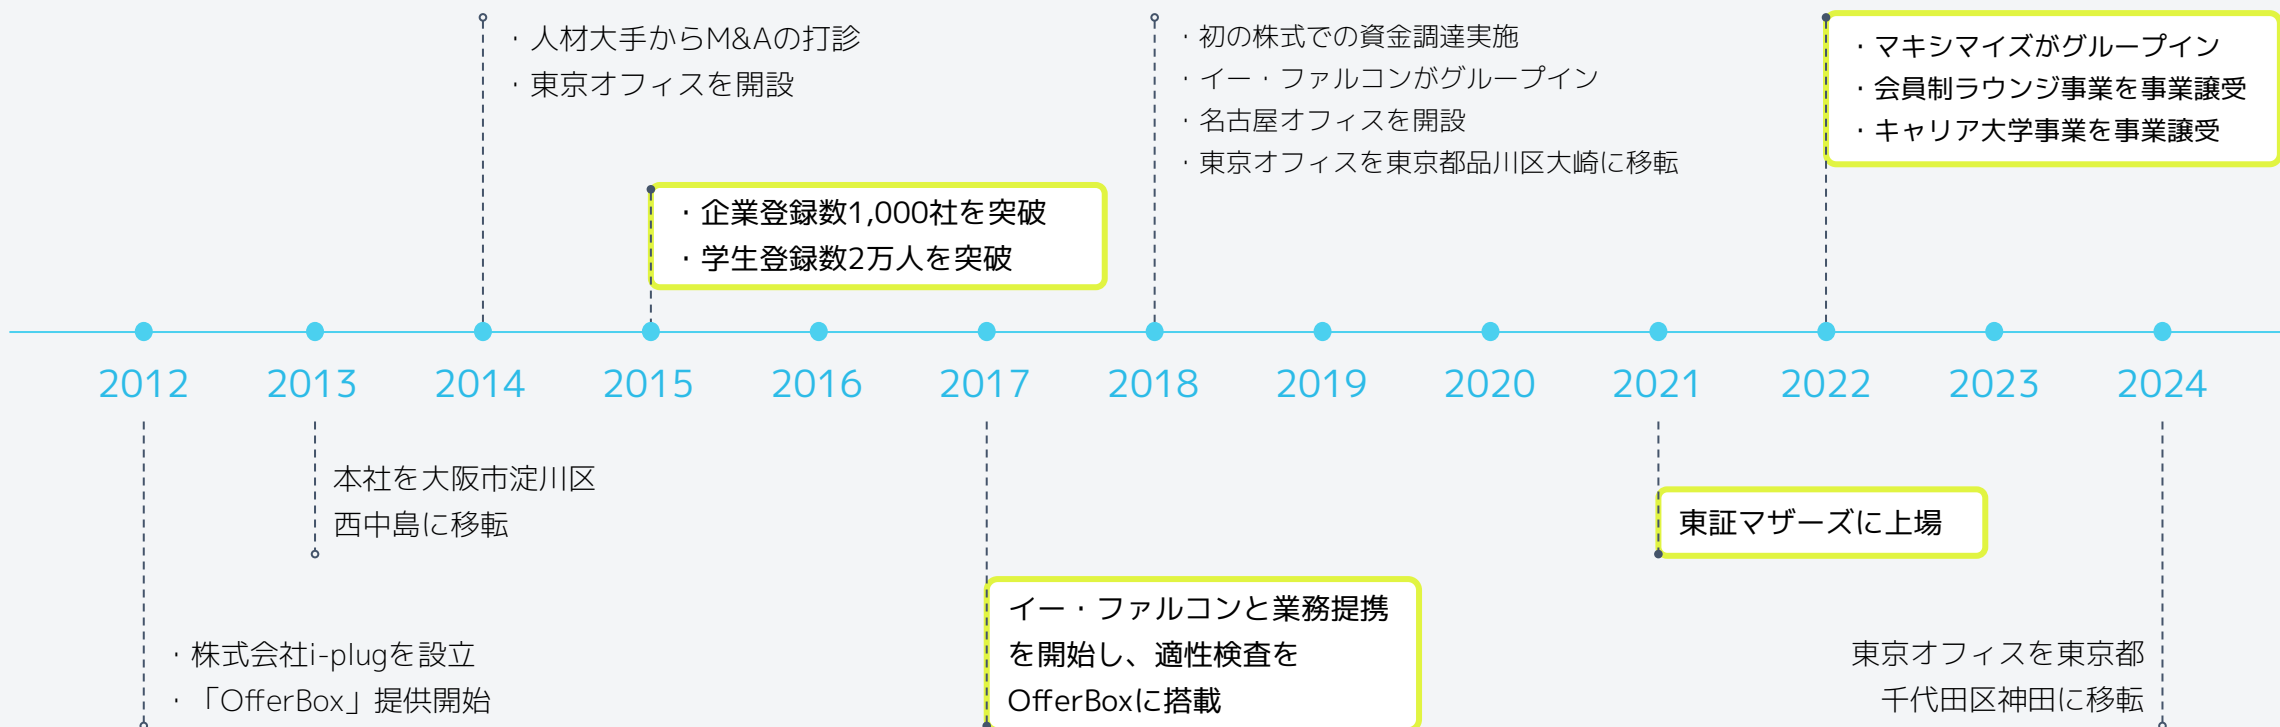 ・人材大手からM&Aの打診
・東京オフィスを開設
・初の株式での資金調達実施
・イー・ファルコンがグループイン
・名古屋オフィスを開設
・東京オフィスを東京都品川区大崎に移転
・マキシマイズがグループイン
・会員制ラウンジ事業を事業譲受
・キャリア大学事業を事業譲受
・企業登録数1,000社を突破
・学生登録数2万人を突破
2012 2013 2014 2015 2016 2017 2018 2019 2020 2021 2022 2023 2024
本社を大阪市淀川区
西中島に移転
東証マザーズに上場
・株式会社i-plugを設立
・「OfferBox」提供開始
イー・ファルコンと業務提携
を開始し、適性検査を
OfferBoxに搭載
東京オフィスを東京都
千代田区神田に移転